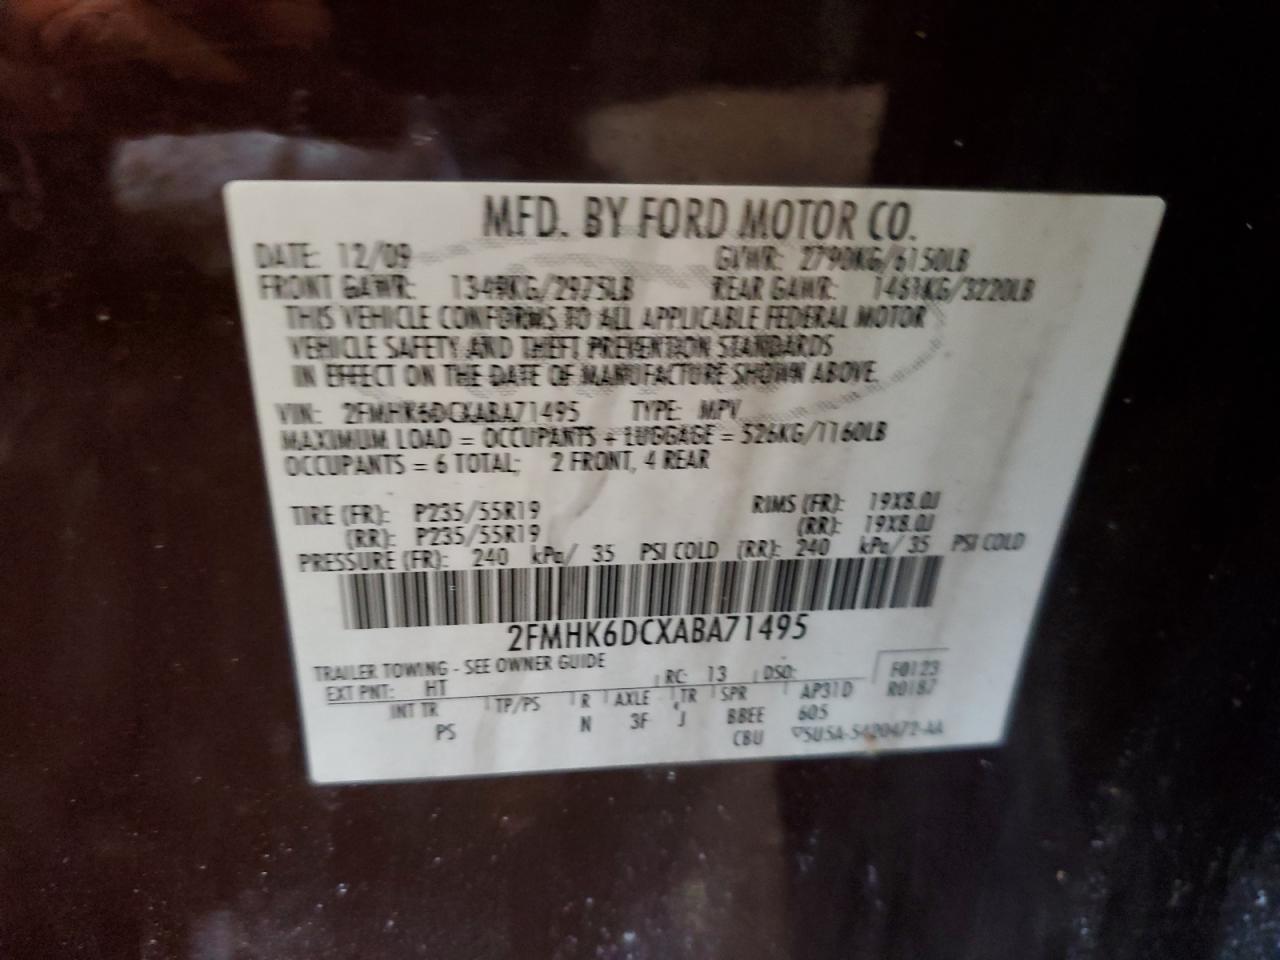 MFD. BY FORD MOTOR CO.
DATE: 12/09 GVWR: 2790KG/6150LB
FRONT GAWR: 1349KG/2975LB REAR GAWR: 1461KG/3220LB
THIS VEHICLE CONFORMS TO ALL APPLICABLE FEDERAL MOTOR
VEHICLE SAFETY AND THEFT PREVENTION STANDARDS
IN EFFECT ON THE DATE OF MANUFACTURE SHOWN ABOVE.
VIN: 2FMHK6DCXABA71495 TYPE: MPV
MAXIMUM LOAD = OCCUPANTS + LUGGAGE = 526KG/1160LB
OCCUPANTS = 6 TOTAL; 2 FRONT, 4 REAR
TIRE (FR): P235/55R19 RIMS (FR): 19X8.0J
(RR): P235/55R19 (RR): 19X8.0J
PRESSURE (FR): 240 kPa/ 35 PSI COLD (RR): 240 kPa/ 35 PSI COLD
2FMHK6DCXABA71495
TRAILER TOWING - SEE OWNER GUIDE
EXT PNT: HT RC: 13 DSO: F0123
INT TR TP/PS R AXLE TR SPR AP31D R0187
PS N 3F J BBEE 605
CBU 5U5A-5420472-AA